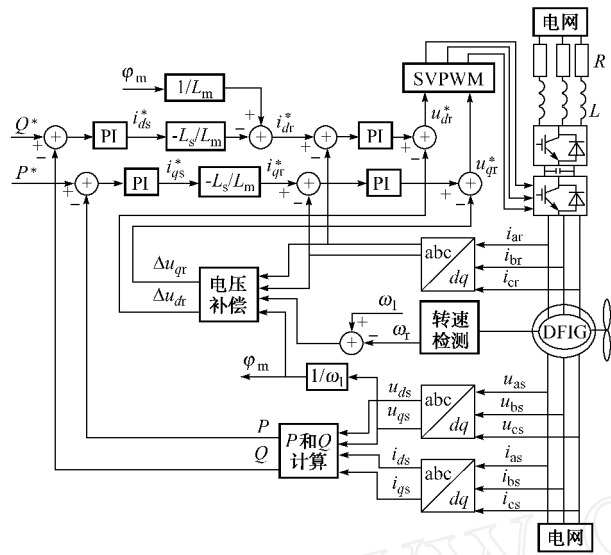 电网
R
L
φm
1/Lm
SVPWM
Q*
+
−
PI
i*ds
-Ls/Lm
+
−
i*dr
+
−
PI
u*dr
+
−
P*
+
−
PI
i*qs
-Ls/Lm
i*qr
+
−
PI
u*qr
+
−
Δuqr
Δudr
电压
补偿
abc
dq
iar
ibr
icr
ωl
+
−
ωr
转速
检测
DFIG
φm
1/ωl
P
Q
P和Q
计算
uds
uqs
abc
dq
uas
ubs
ucs
ids
iqs
abc
dq
ias
ibs
ics
电网